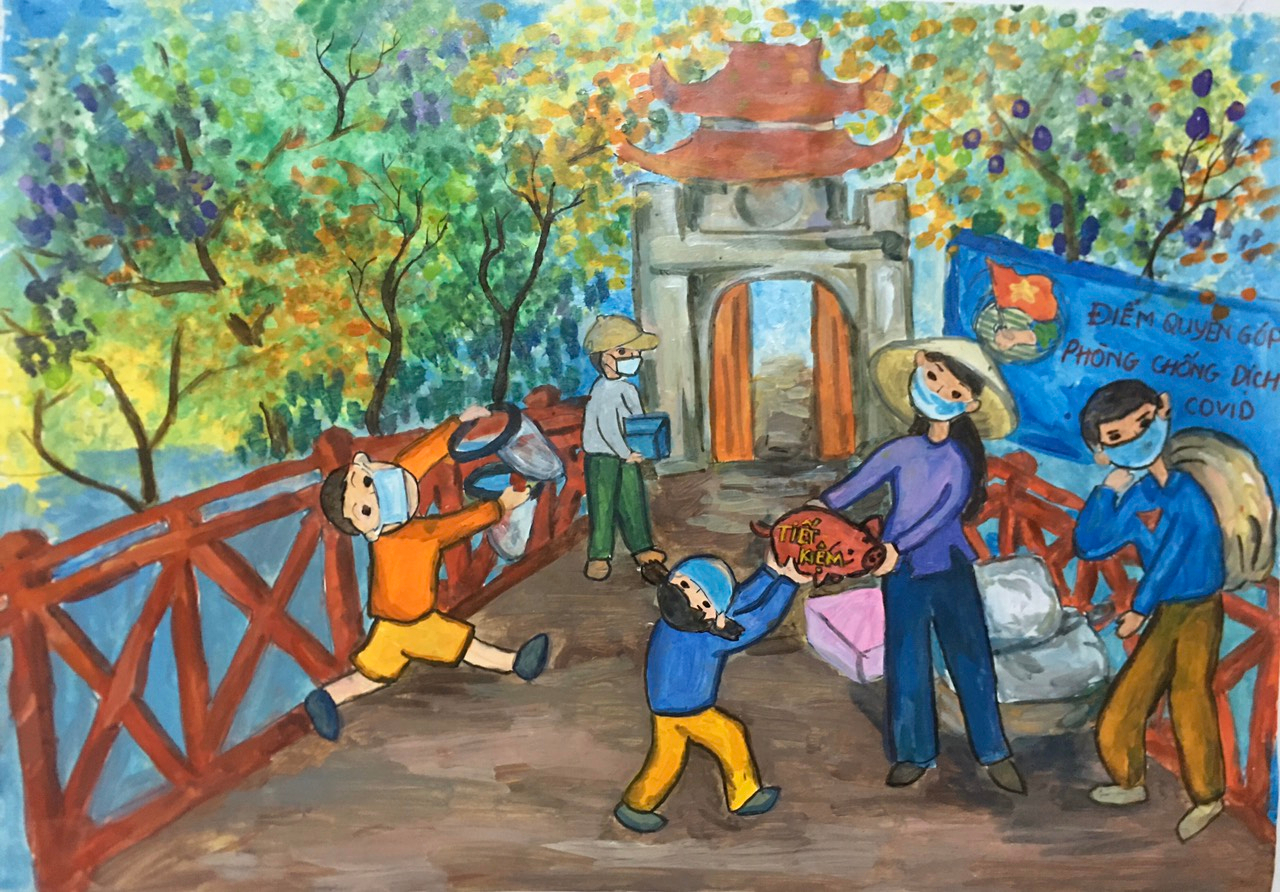 ĐIỂM QUYÊN GÓP
PHÒNG CHỐNG DỊCH
COVID
TIẾT
KIỆM